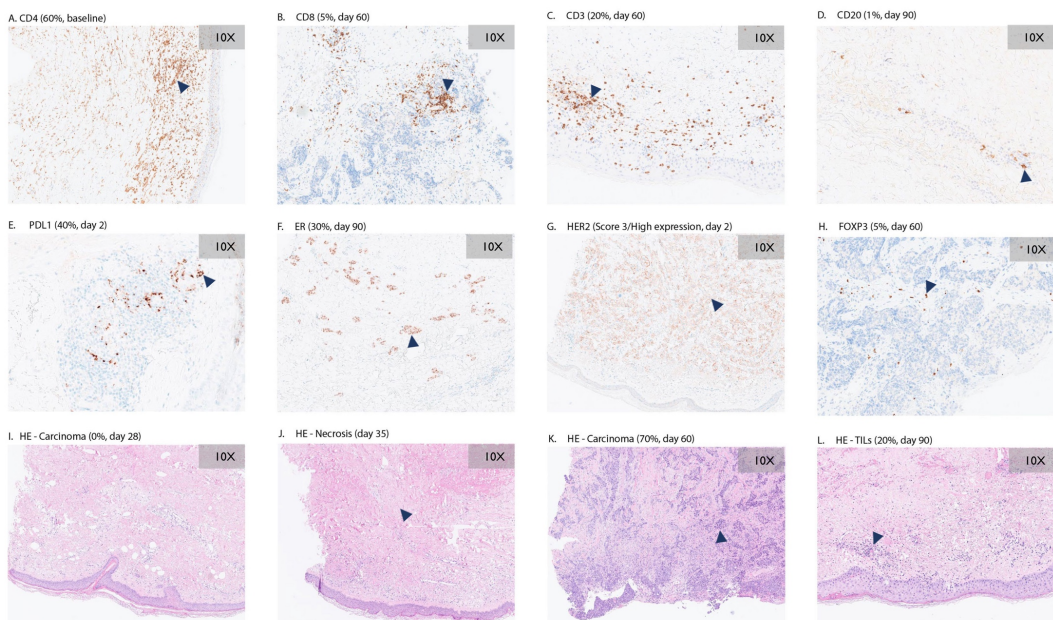 A. CD4 (60%, baseline)
10X
B. CD8 (5%, day 60)
10X
C. CD3 (20%, day 60)
10X
D. CD20 (1%, day 90)
10X
E. PDL1 (40%, day 2)
10X
F. ER (30%, day 90)
10X
G. HER2 (Score 3/High expression, day 2)
10X
H. FOXP3 (5%, day 60)
10X
I. HE - Carcinoma (0%, day 28)
10X
J. HE - Necrosis (day 35)
10X
K. HE - Carcinoma (70%, day 60)
10X
L. HE - TILs (20%, day 90)
10X